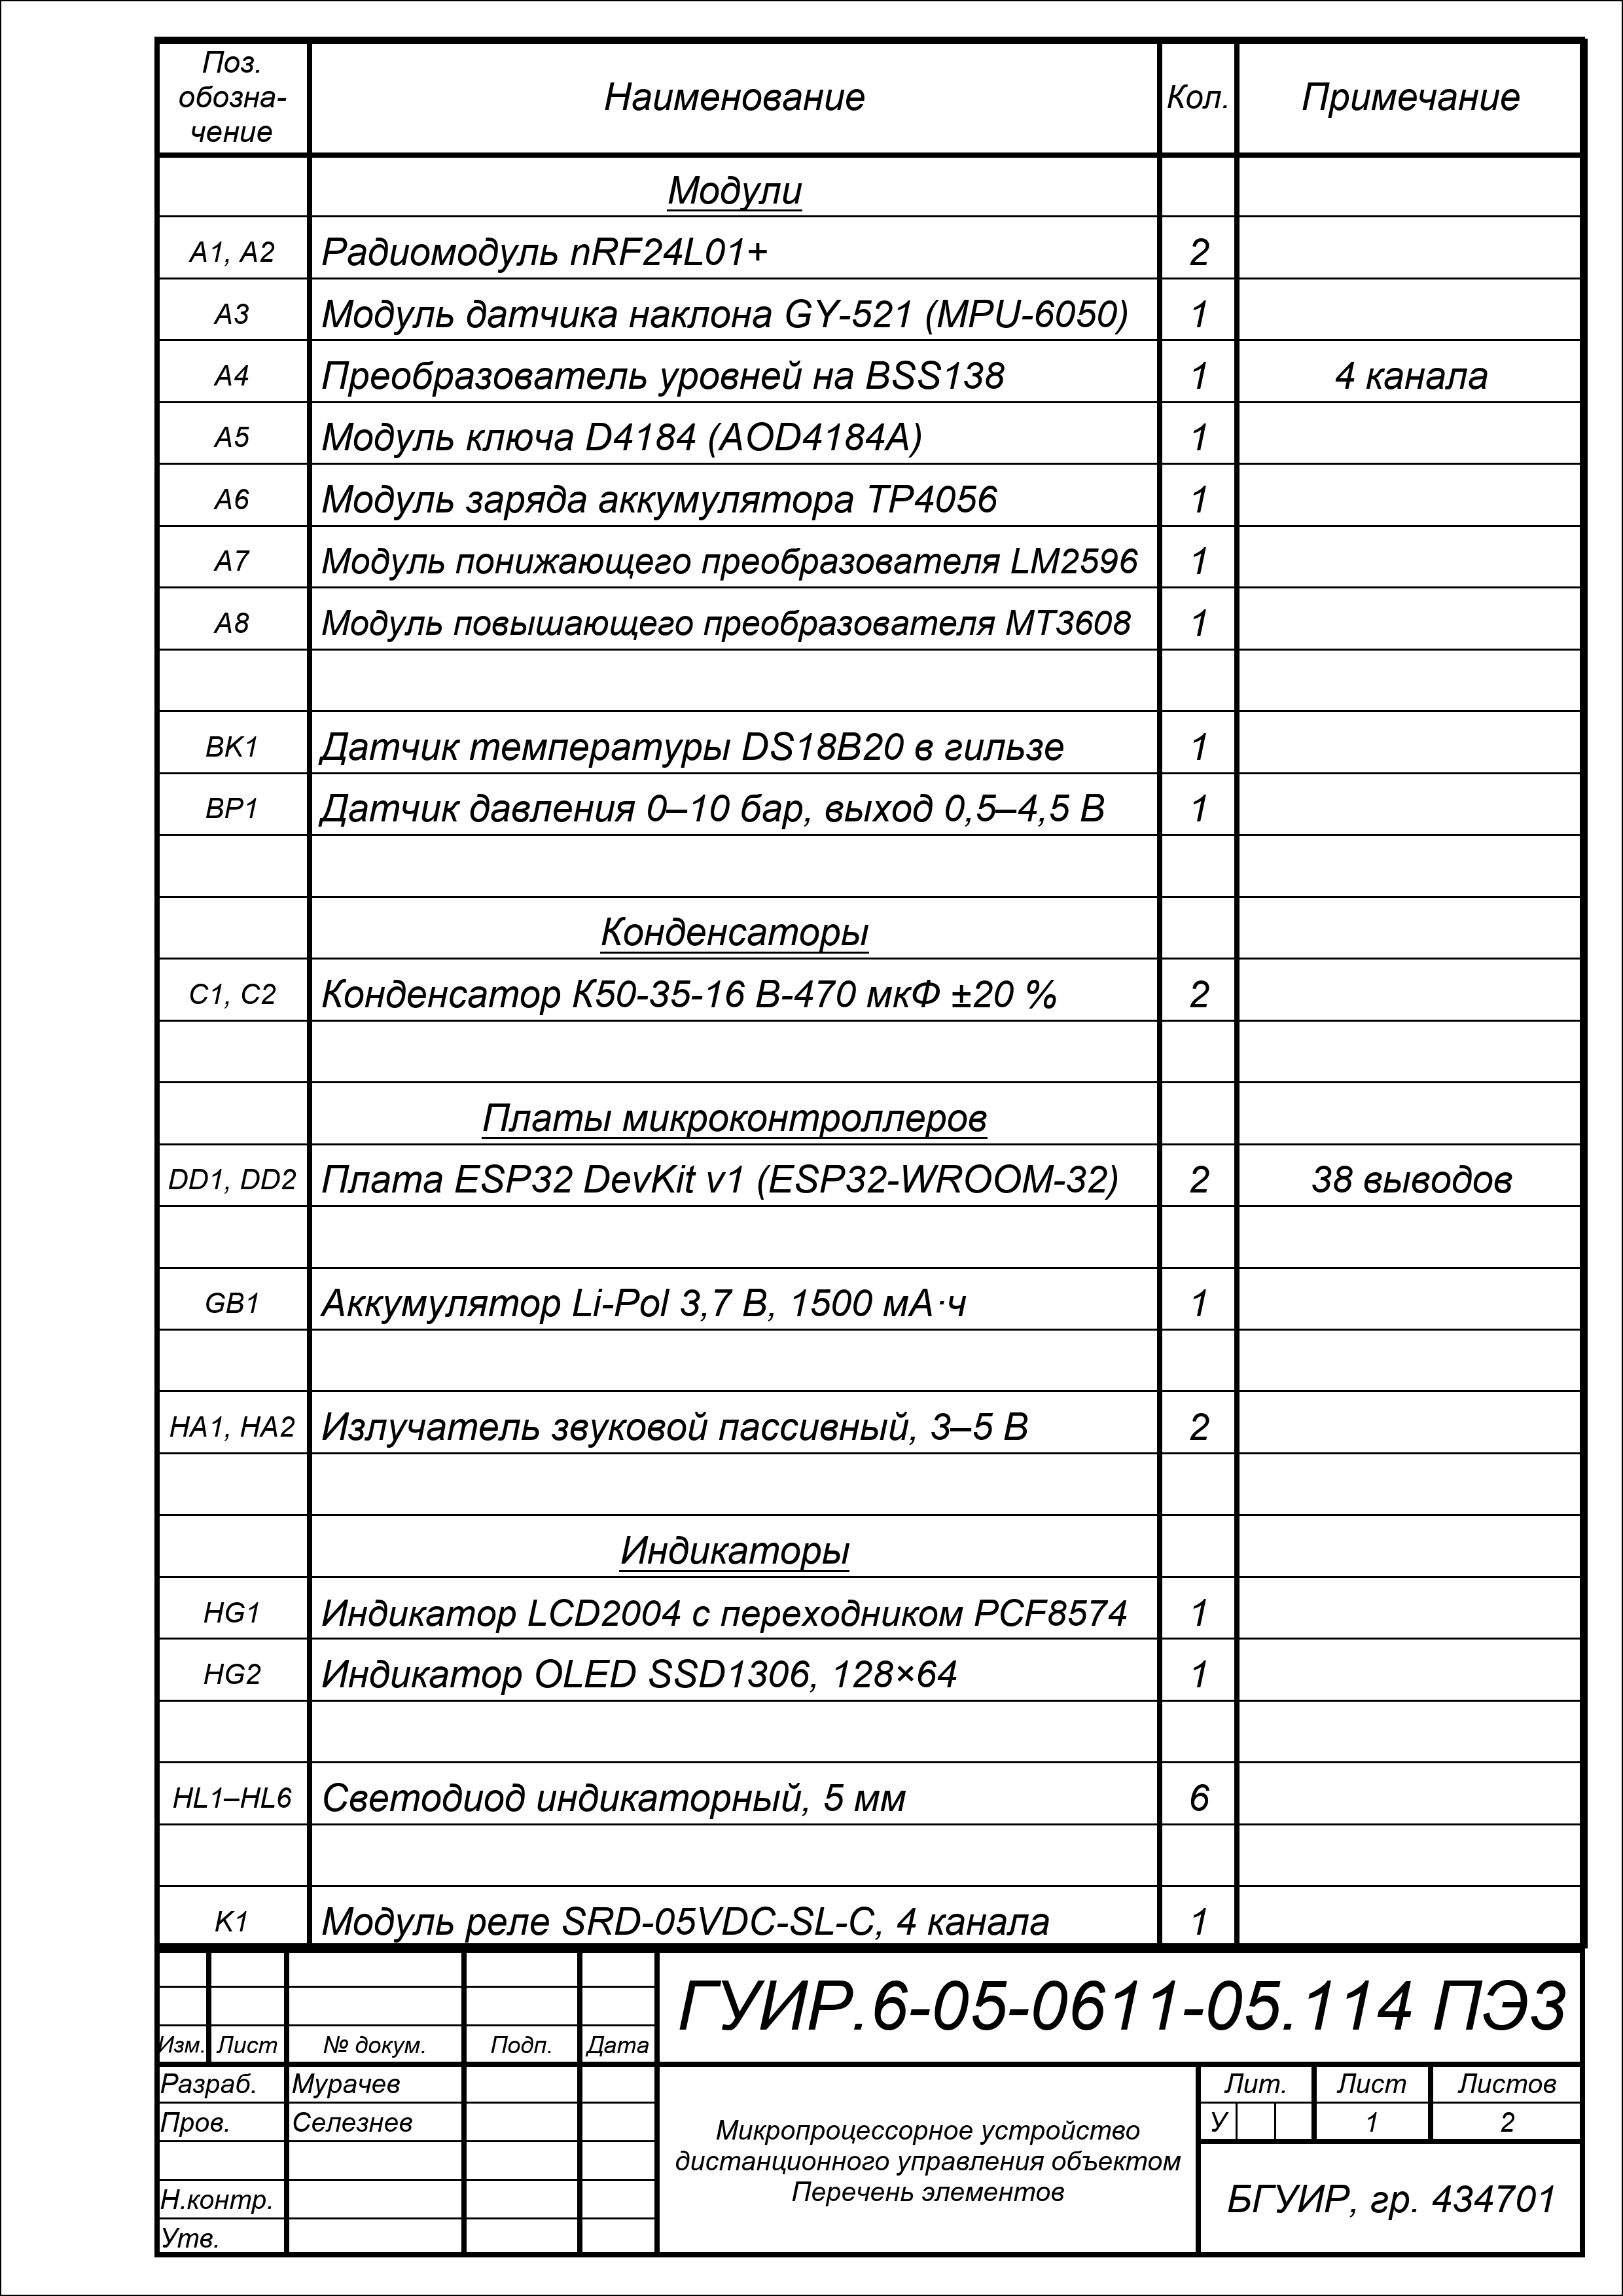 Поз.
обозна-
чение
Наименование
Кол.
Примечание
Модули
A1, A2 Радиомодуль nRF24L01+ 2
A3 Модуль датчика наклона GY-521 (MPU-6050) 1
A4 Преобразователь уровней на BSS138 1 4 канала
A5 Модуль ключа D4184 (AOD4184A) 1
A6 Модуль заряда аккумулятора TP4056 1
A7 Модуль понижающего преобразователя LM2596 1
A8 Модуль повышающего преобразователя MT3608 1
BK1 Датчик температуры DS18B20 в гильзе 1
BP1 Датчик давления 0–10 бар, выход 0,5–4,5 В 1
Конденсаторы
C1, C2 Конденсатор К50-35-16 В-470 мкФ ±20 % 2
Платы микроконтроллеров
DD1, DD2 Плата ESP32 DevKit v1 (ESP32-WROOM-32) 2 38 выводов
GB1 Аккумулятор Li-Pol 3,7 В, 1500 мА·ч 1
HA1, HA2 Излучатель звуковой пассивный, 3–5 В 2
Индикаторы
HG1 Индикатор LCD2004 с переходником PCF8574 1
HG2 Индикатор OLED SSD1306, 128×64 1
HL1–HL6 Светодиод индикаторный, 5 мм 6
K1 Модуль реле SRD-05VDC-SL-C, 4 канала 1
ГУИР.6-05-0611-05.114 ПЭ3
Изм. Лист № докум. Подп. Дата
Разраб. Мурачев
Пров. Селезнев
Н.контр.
Утв.
Микропроцессорное устройство
дистанционного управления объектом
Перечень элементов
Лит. Лист Листов
У 1 2
БГУИР, гр. 434701